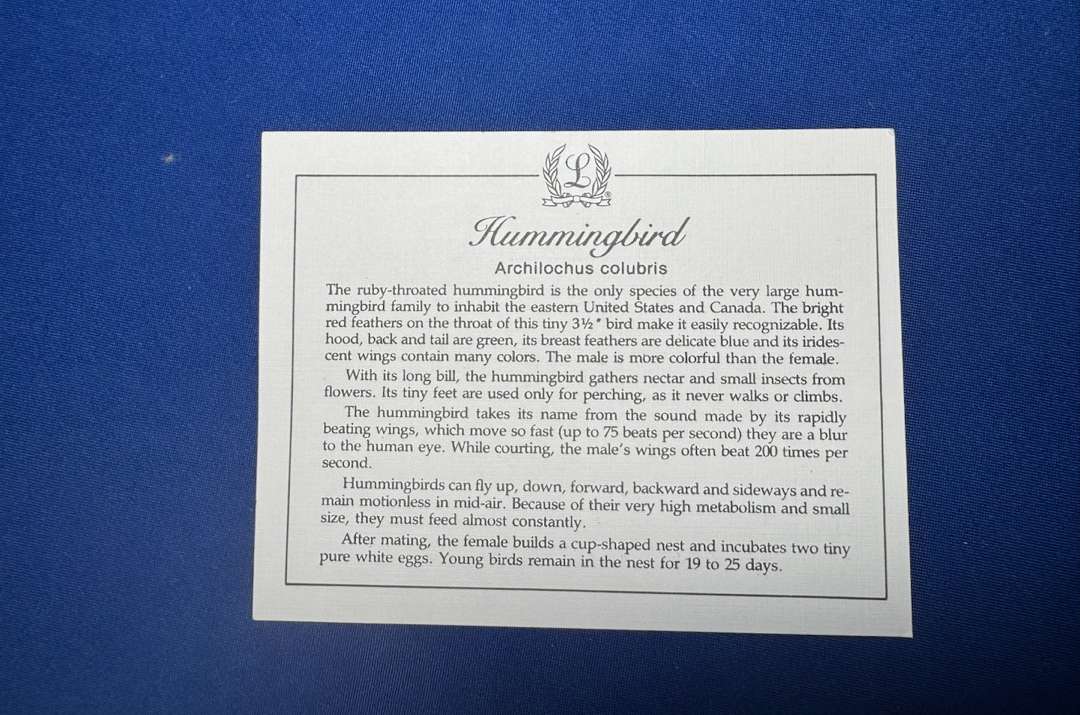 L
®
Hummingbird
Archilochus colubris
The ruby-throated hummingbird is the only species of the very large hum-
mingbird family to inhabit the eastern United States and Canada. The bright
red feathers on the throat of this tiny 3½" bird make it easily recognizable. Its
hood, back and tail are green, its breast feathers are delicate blue and its irides-
cent wings contain many colors. The male is more colorful than the female.
With its long bill, the hummingbird gathers nectar and small insects from
flowers. Its tiny feet are used only for perching, as it never walks or climbs.
The hummingbird takes its name from the sound made by its rapidly
beating wings, which move so fast (up to 75 beats per second) they are a blur
to the human eye. While courting, the male's wings often beat 200 times per
second.
Hummingbirds can fly up, down, forward, backward and sideways and re-
main motionless in mid-air. Because of their very high metabolism and small
size, they must feed almost constantly.
After mating, the female builds a cup-shaped nest and incubates two tiny
pure white eggs. Young birds remain in the nest for 19 to 25 days.